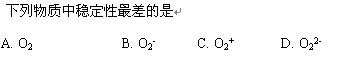 下列物质中稳定性最差的是↵
A. O₂ B. O₂⁻ C. O₂⁺ D. O₂²⁻